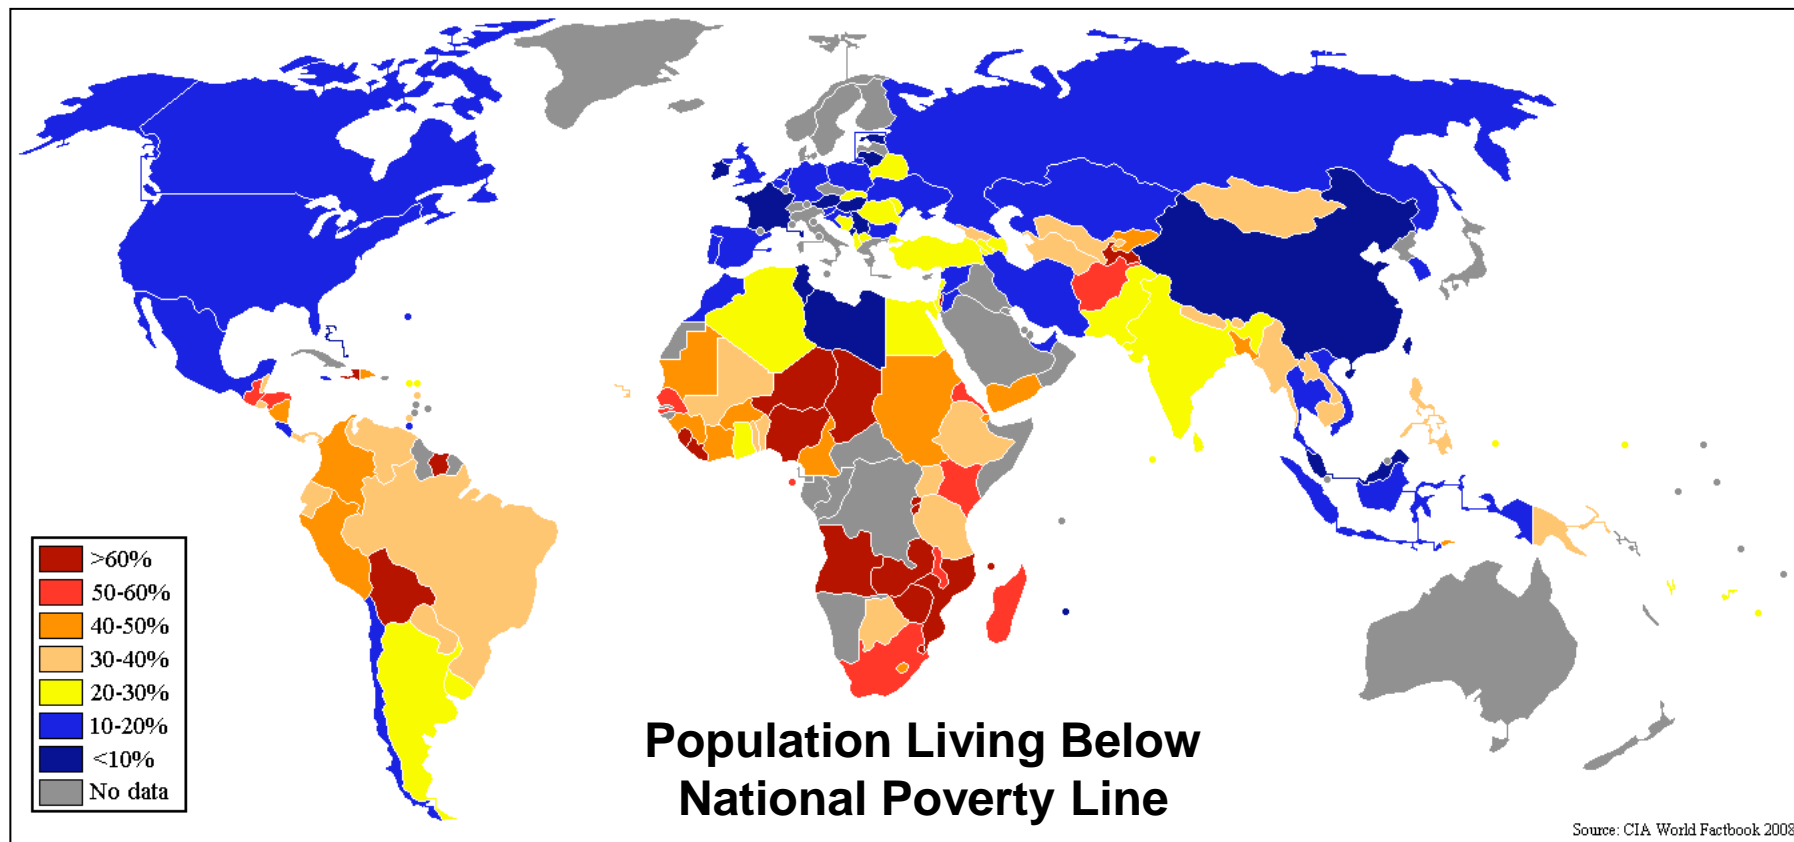 >60%
50-60%
40-50%
30-40%
20-30%
10-20%
<10%
No data
Population Living Below
National Poverty Line
Source: CIA World Factbook 2008